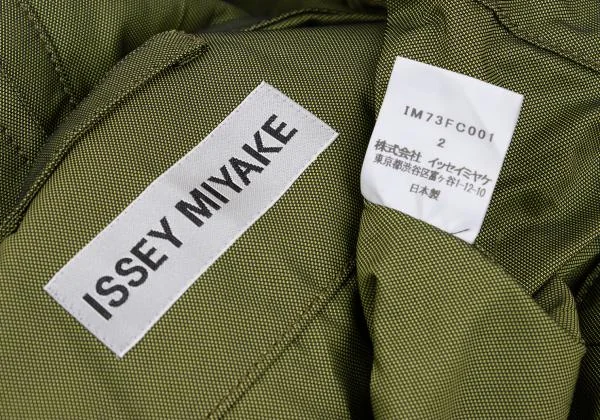 ISSEY MIYAKE
IM73FC001
2
株式会社 イッセイミヤケ
東京都渋谷区富ヶ谷1-12-10
日本製